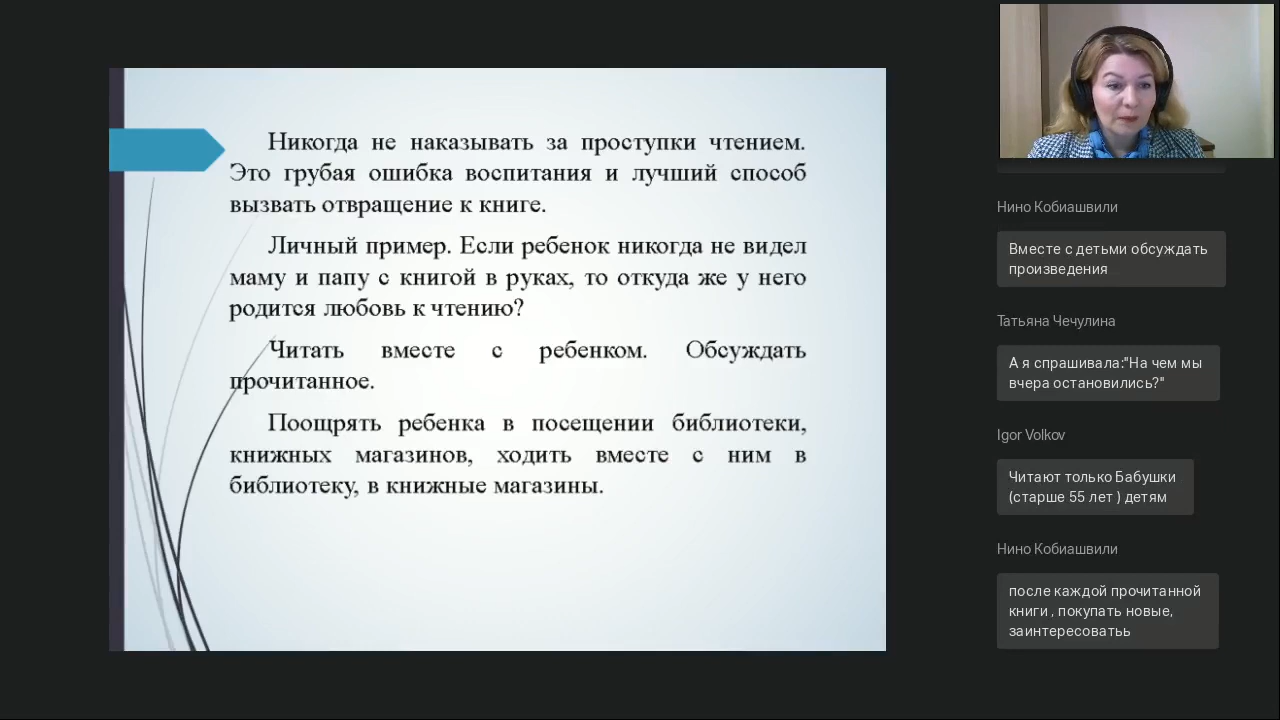 Никогда не наказывать за проступки чтением.
Это грубая ошибка воспитания и лучший способ
вызвать отвращение к книге.
Личный пример. Если ребенок никогда не видел
маму и папу с книгой в руках, то откуда же у него
родится любовь к чтению?
Читать вместе с ребенком. Обсуждать
прочитанное.
Поощрять ребенка в посещении библиотеки,
книжных магазинов, ходить вместе с ним в
библиотеку, в книжные магазины.
Нино Кобиашвили
Вместе с детьми обсуждать
произведения
Татьяна Чечулина
А я спрашивала:"На чем мы
вчера остановились?"
Igor Volkov
Читают только Бабушки
(старше 55 лет ) детям
Нино Кобиашвили
после каждой прочитанной
книги , покупать новые,
заинтересоватьь